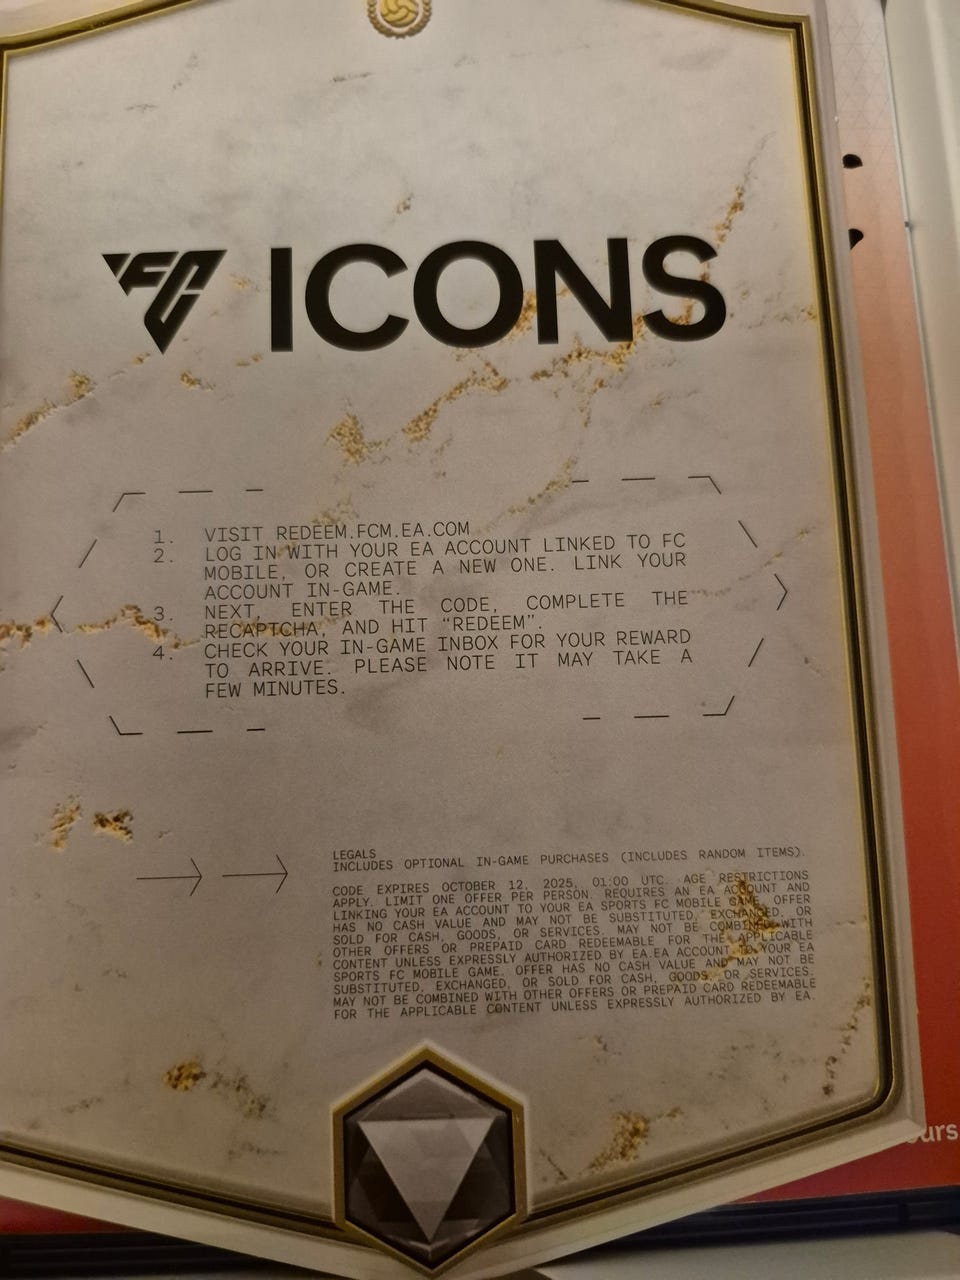 FC ICONS
1. VISIT REDEEM.FCM.EA.COM
2. LOG IN WITH YOUR EA ACCOUNT LINKED TO FC
MOBILE, OR CREATE A NEW ONE. LINK YOUR
ACCOUNT IN-GAME.
3. NEXT, ENTER THE CODE, COMPLETE THE
RECAPTCHA, AND HIT “REDEEM”.
4. CHECK YOUR IN-GAME INBOX FOR YOUR REWARD
TO ARRIVE. PLEASE NOTE IT MAY TAKE A
FEW MINUTES.
LEGALS
INCLUDES OPTIONAL IN-GAME PURCHASES (INCLUDES RANDOM ITEMS).
CODE EXPIRES OCTOBER 12, 2025, 01:00 UTC. AGE RESTRICTIONS
APPLY. LIMIT ONE OFFER PER PERSON. REQUIRES AN EA ACCOUNT AND
LINKING YOUR EA ACCOUNT TO YOUR EA SPORTS FC MOBILE GAME. OFFER
HAS NO CASH VALUE AND MAY NOT BE SUBSTITUTED, EXCHANGED, OR
SOLD FOR CASH, GOODS, OR SERVICES. MAY NOT BE COMBINED WITH
OTHER OFFERS OR PREPAID CARD REDEEMABLE FOR THE APPLICABLE
CONTENT UNLESS EXPRESSLY AUTHORIZED BY EA.EA ACCOUNT TO YOUR EA
SPORTS FC MOBILE GAME. OFFER HAS NO CASH VALUE AND MAY NOT BE
SUBSTITUTED, EXCHANGED, OR SOLD FOR CASH, GOODS, OR SERVICES.
MAY NOT BE COMBINED WITH OTHER OFFERS OR PREPAID CARD REDEEMABLE
FOR THE APPLICABLE CONTENT UNLESS EXPRESSLY AUTHORIZED BY EA.